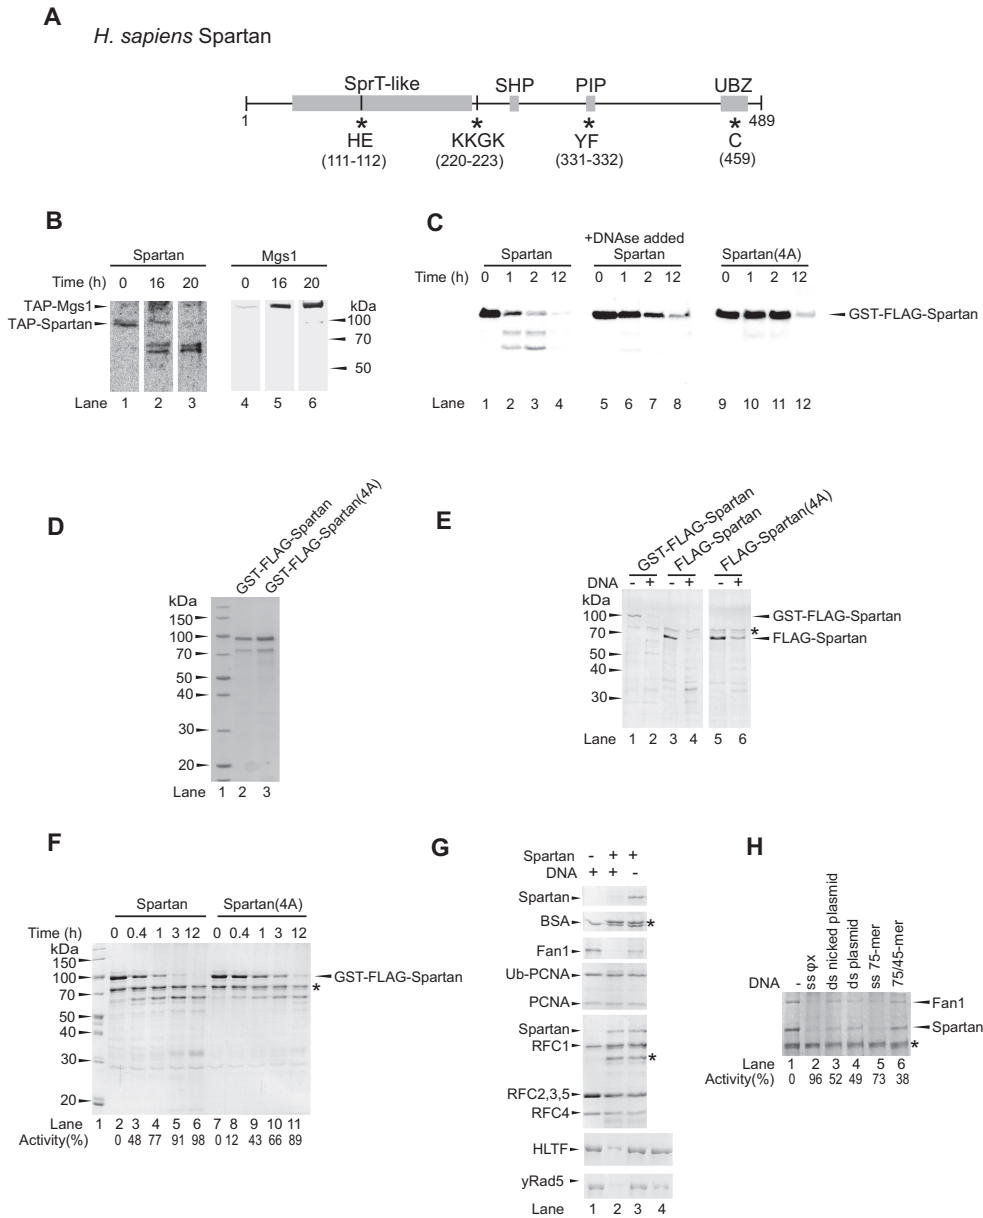 A
H. sapiens Spartan
SprT-like SHP PIP UBZ
1 489
* * * *
HE KKGK YF C
(111-112) (220-223) (331-332) (459)
B
Spartan Mgs1
Time (h) 0 16 20 0 16 20
TAP-Mgs1 kDa
TAP-Spartan 100
70
50
Lane 1 2 3 4 5 6
C
+DNAse added
Spartan Spartan Spartan(4A)
Time (h) 0 1 2 12 0 1 2 12 0 1 2 12
GST-FLAG-Spartan
Lane 1 2 3 4 5 6 7 8 9 10 11 12
D
GST-FLAG-Spartan
GST-FLAG-Spartan(4A)
kDa
150
100
70
50
40
30
20
Lane 1 2 3
E
GST-FLAG-Spartan
FLAG-Spartan
FLAG-Spartan(4A)
DNA - + - + - +
kDa
100 GST-FLAG-Spartan
70 *
FLAG-Spartan
50
40
30
Lane 1 2 3 4 5 6
F
Spartan Spartan(4A)
Time (h) 0 0.4 1 3 12 0 0.4 1 3 12
kDa
150
100 GST-FLAG-Spartan
*
70
50
40
30
20
1 2 3 4 5 6 7 8 9 10 11 Lane
Activity(%) 0 48 77 91 98 0 12 43 66 89
G
Spartan - + +
DNA + + -
Spartan
BSA *
Fan1
Ub-PCNA
PCNA
Spartan
RFC1
*
RFC2,3,5
RFC4
HLTF
yRad5
Lane 1 2 3 4
H
DNA - ss φx ds nicked plasmid ds plasmid ss 75-mer 75/45-mer
Fan1
Spartan
*
Lane 1 2 3 4 5 6
Activity(%) 0 96 52 49 73 38